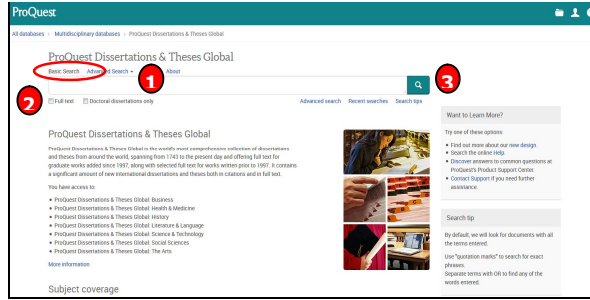 ProQuest
All databases > Multidisciplinary databases > ProQuest Dissertations & Theses Global
ProQuest Dissertations & Theses Global
Basic Search Advanced Search About
1
2
3
Full text Doctoral dissertations only
Advanced search Recent searches Search tips
ProQuest Dissertations & Theses Global
ProQuest Dissertations & Theses Global is the world's most comprehensive collection of dissertations
and theses from around the world, spanning from 1743 to the present day and offering full text for
graduate works added since 1997, along with selected full text for works written prior to 1997. It contains
a significant amount of new international dissertations and theses both in citations and in full text.
You have access to:
• ProQuest Dissertations & Theses Global: Business
• ProQuest Dissertations & Theses Global: Health & Medicine
• ProQuest Dissertations & Theses Global: History
• ProQuest Dissertations & Theses Global: Literature & Language
• ProQuest Dissertations & Theses Global: Science & Technology
• ProQuest Dissertations & Theses Global: Social Sciences
• ProQuest Dissertations & Theses Global: The Arts
More information
Subject coverage
Want to Learn More?
Try one of these options:
• Find out more about our new design.
• Search the online Help.
• Discover answers to common questions at
ProQuest's Product Support Center.
• Contact Support if you need further
assistance.
Search tip
By default, we will look for documents with all
the terms entered.
Use "quotation marks" to search for exact
phrases.
Separate terms with OR to find any of the
words entered.